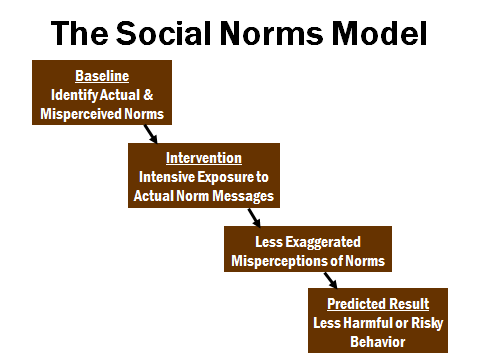 The Social Norms Model
Baseline
Identify Actual &
Misperceived Norms
Intervention
Intensive Exposure to
Actual Norm Messages
Less Exaggerated
Misperceptions of Norms
Predicted Result
Less Harmful or Risky
Behavior